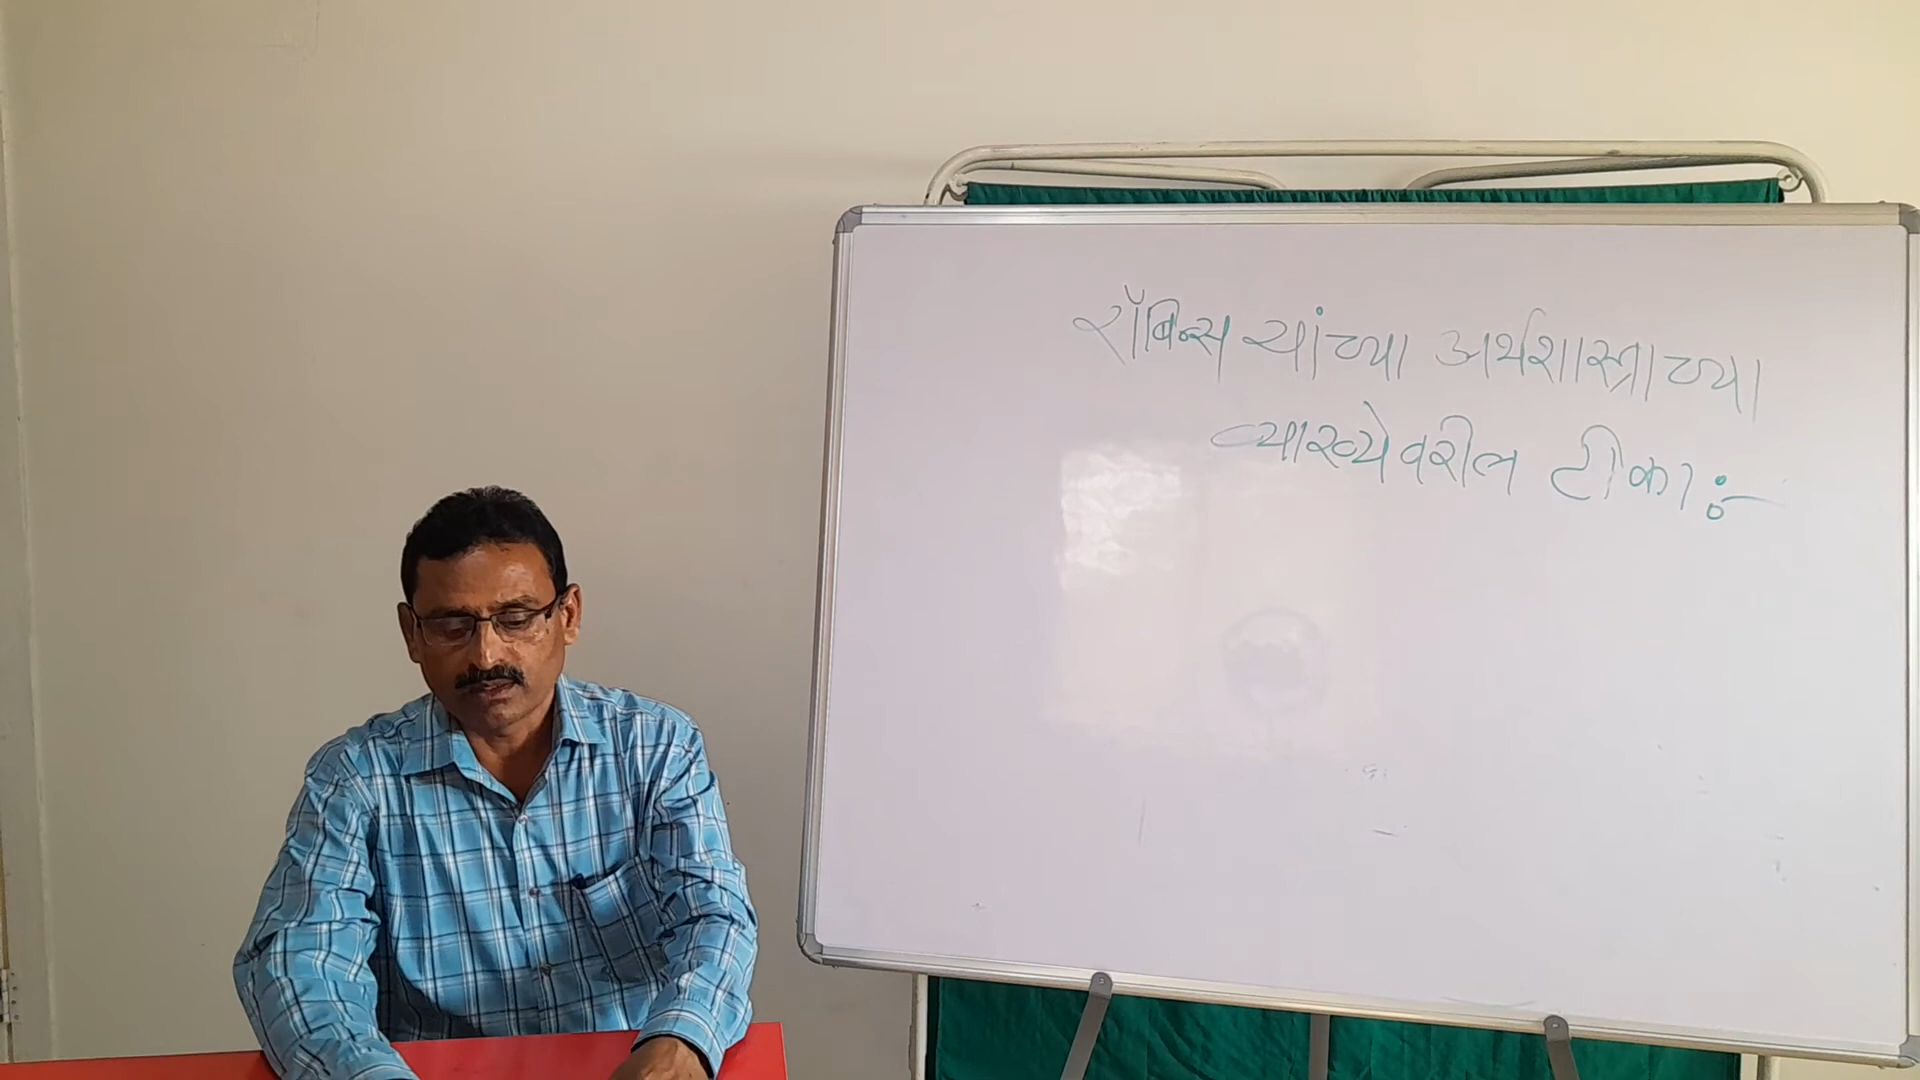 रॉबिन्स यांच्या अर्थशास्त्राच्या
व्याख्येवरील टीका :-